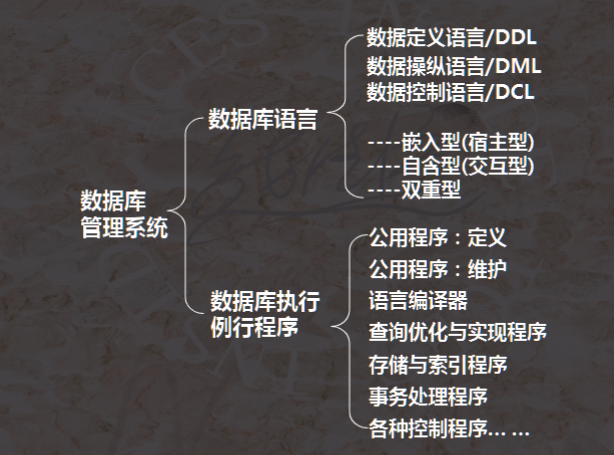 数据库
管理系统
数据库语言
数据定义语言/DDL
数据操纵语言/DML
数据控制语言/DCL
----嵌入型(宿主型)
----自含型(交互型)
----双重型
数据库执行
例行程序
公用程序：定义
公用程序：维护
语言编译器
查询优化与实现程序
存储与索引程序
事务处理程序
各种控制程序... ...